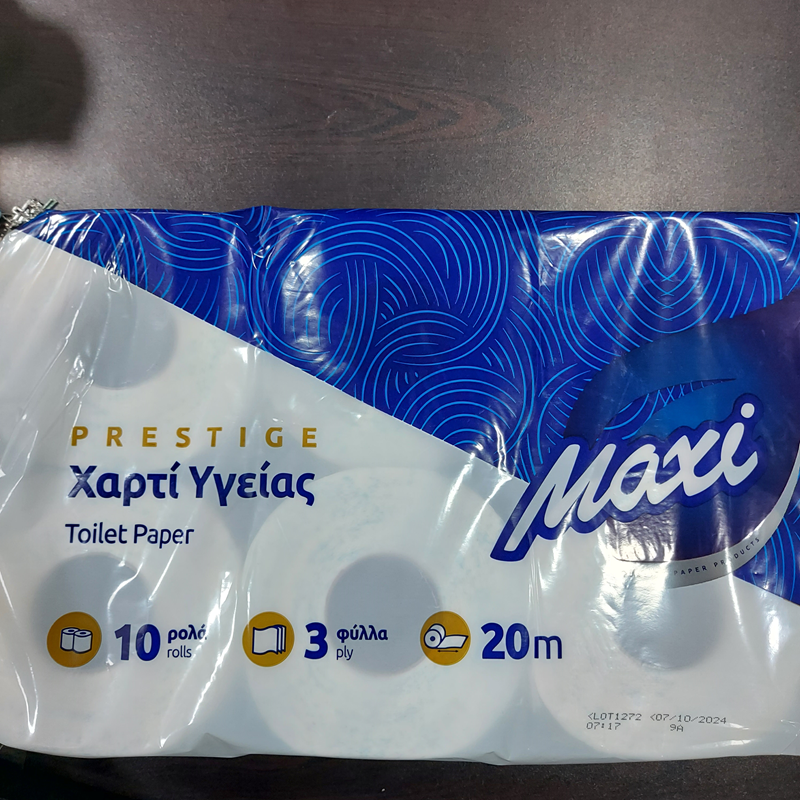 PRESTIGE
Χαρτί Υγείας
Toilet Paper
Maxi
PAPER PRODUCTS
10 ρολά
rolls
3 φύλλα
ply
20m
<LOT1272 <07/10/2024
07:17 9A